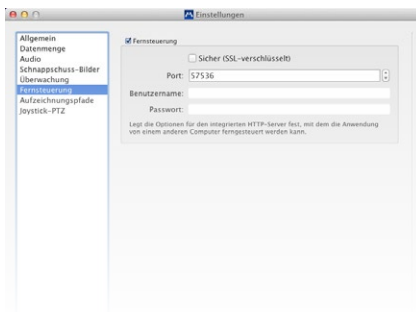 Einstellungen
Allgemein
Datenmenge
Audio
Schnappschuss-Bilder
Überwachung
Fernsteuerung
Aufzeichnungspfade
Joystick-PTZ
Fernsteuerung
Sicher (SSL-verschlüsselt)
Port: 57536
Benutzername:
Passwort:
Legt die Optionen für den integrierten HTTP-Server fest, mit dem die Anwendung
von einem anderen Computer ferngesteuert werden kann.